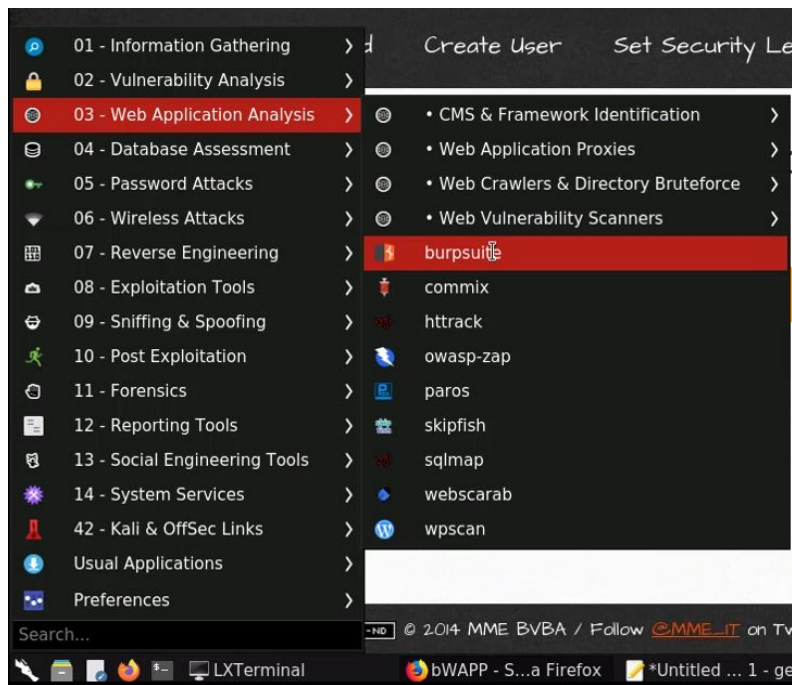 Create User Set Security Le
01 - Information Gathering
02 - Vulnerability Analysis
03 - Web Application Analysis
04 - Database Assessment
05 - Password Attacks
06 - Wireless Attacks
07 - Reverse Engineering
08 - Exploitation Tools
09 - Sniffing & Spoofing
10 - Post Exploitation
11 - Forensics
12 - Reporting Tools
13 - Social Engineering Tools
14 - System Services
42 - Kali & OffSec Links
Usual Applications
Preferences
Search...
• CMS & Framework Identification
• Web Application Proxies
• Web Crawlers & Directory Bruteforce
• Web Vulnerability Scanners
burpsuite
commix
httrack
owasp-zap
paros
skipfish
sqlmap
webscarab
wpscan
-ND © 2014 MME BVBA / Follow @MME_IT on Tw
LXTerminal
bWAPP - S...a Firefox
*Untitled ... 1 - ge